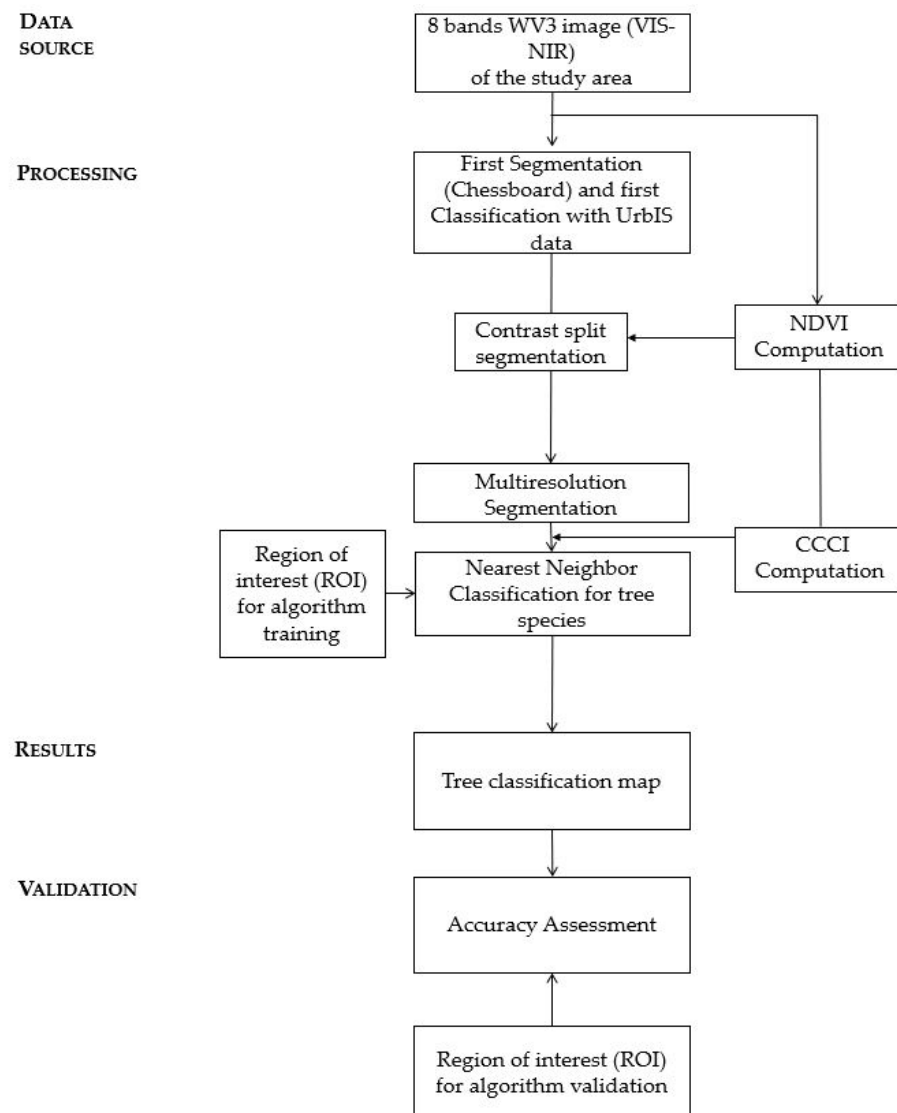 DATA
SOURCE
8 bands WV3 image (VIS-
NIR)
of the study area
PROCESSING
First Segmentation
(Chessboard) and first
Classification with UrbIS
data
Contrast split
segmentation
NDVI
Computation
Multiresolution
Segmentation
CCCI
Computation
Region of
interest (ROI)
for algorithm
training
Nearest Neighbor
Classification for tree
species
RESULTS
Tree classification map
VALIDATION
Accuracy Assessment
Region of interest (ROI)
for algorithm validation